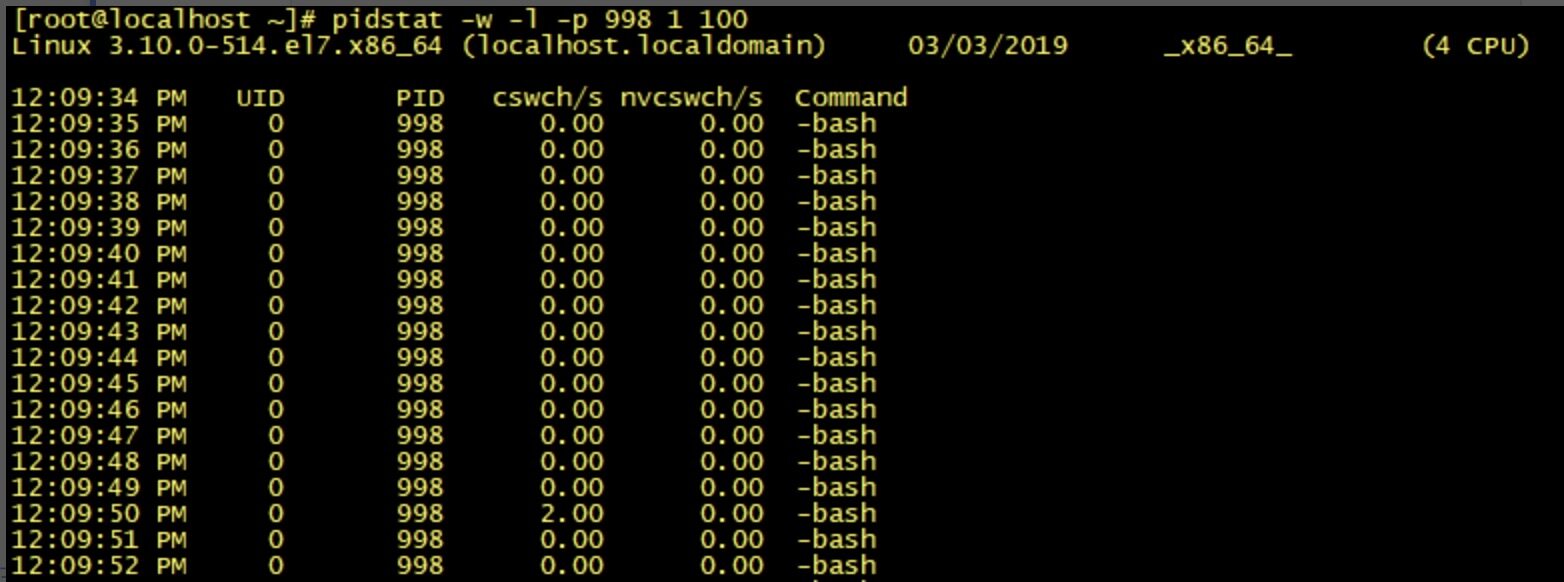 [root@localhost ~]# pidstat -w -l -p 998 1 100
Linux 3.10.0-514.el7.x86_64 (localhost.localdomain) 03/03/2019 _x86_64_ (4 CPU)
12:09:34 PM UID PID cswch/s nvcswch/s Command
12:09:35 PM 0 998 0.00 0.00 -bash
12:09:36 PM 0 998 0.00 0.00 -bash
12:09:37 PM 0 998 0.00 0.00 -bash
12:09:38 PM 0 998 0.00 0.00 -bash
12:09:39 PM 0 998 0.00 0.00 -bash
12:09:40 PM 0 998 0.00 0.00 -bash
12:09:41 PM 0 998 0.00 0.00 -bash
12:09:42 PM 0 998 0.00 0.00 -bash
12:09:43 PM 0 998 0.00 0.00 -bash
12:09:44 PM 0 998 0.00 0.00 -bash
12:09:45 PM 0 998 0.00 0.00 -bash
12:09:46 PM 0 998 0.00 0.00 -bash
12:09:47 PM 0 998 0.00 0.00 -bash
12:09:48 PM 0 998 0.00 0.00 -bash
12:09:49 PM 0 998 0.00 0.00 -bash
12:09:50 PM 0 998 2.00 0.00 -bash
12:09:51 PM 0 998 0.00 0.00 -bash
12:09:52 PM 0 998 0.00 0.00 -bash